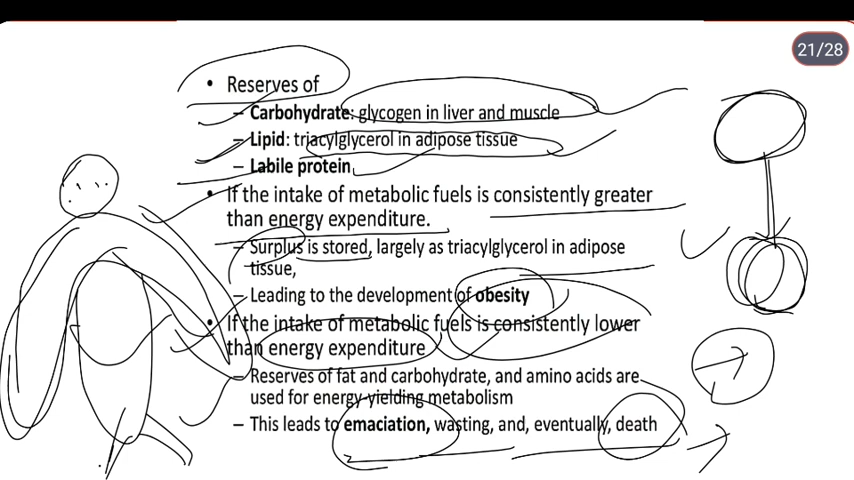 21/28
• Reserves of
– Carbohydrate: glycogen in liver and muscle
– Lipid: triacylglycerol in adipose tissue
– Labile protein
• If the intake of metabolic fuels is consistently greater
than energy expenditure.
– Surplus is stored, largely as triacylglycerol in adipose
tissue,
– Leading to the development of obesity
• If the intake of metabolic fuels is consistently lower
than energy expenditure
– Reserves of fat and carbohydrate, and amino acids are
used for energy-yielding metabolism
– This leads to emaciation, wasting, and, eventually, death